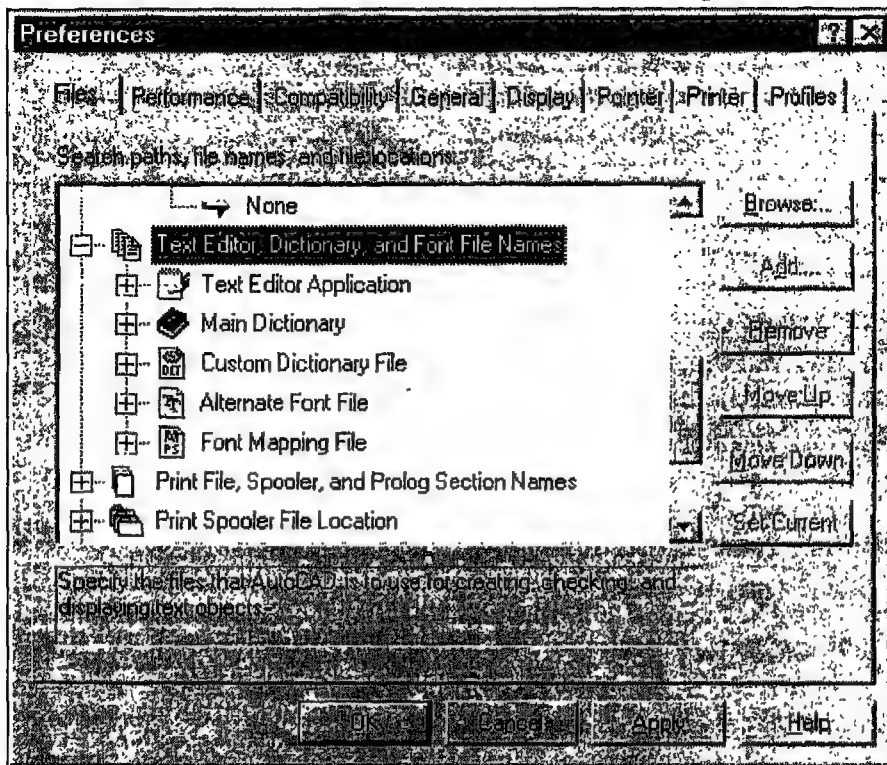 Preferences
Files Performance Compatibility General Display Pointer Printer Profiles
Search paths, file names, and file locations:
None
Browse...
Text Editor, Dictionary, and Font File Names
Text Editor Application
Add...
Main Dictionary
Remove
Custom Dictionary File
Alternate Font File
Move Up
Font Mapping File
Move Down
Print File, Spooler, and Prolog Section Names
Print Spooler File Location
Set Current
Specify the files that AutoCAD is to use for creating, checking, and
displaying text objects.
OK Cancel Apply Help